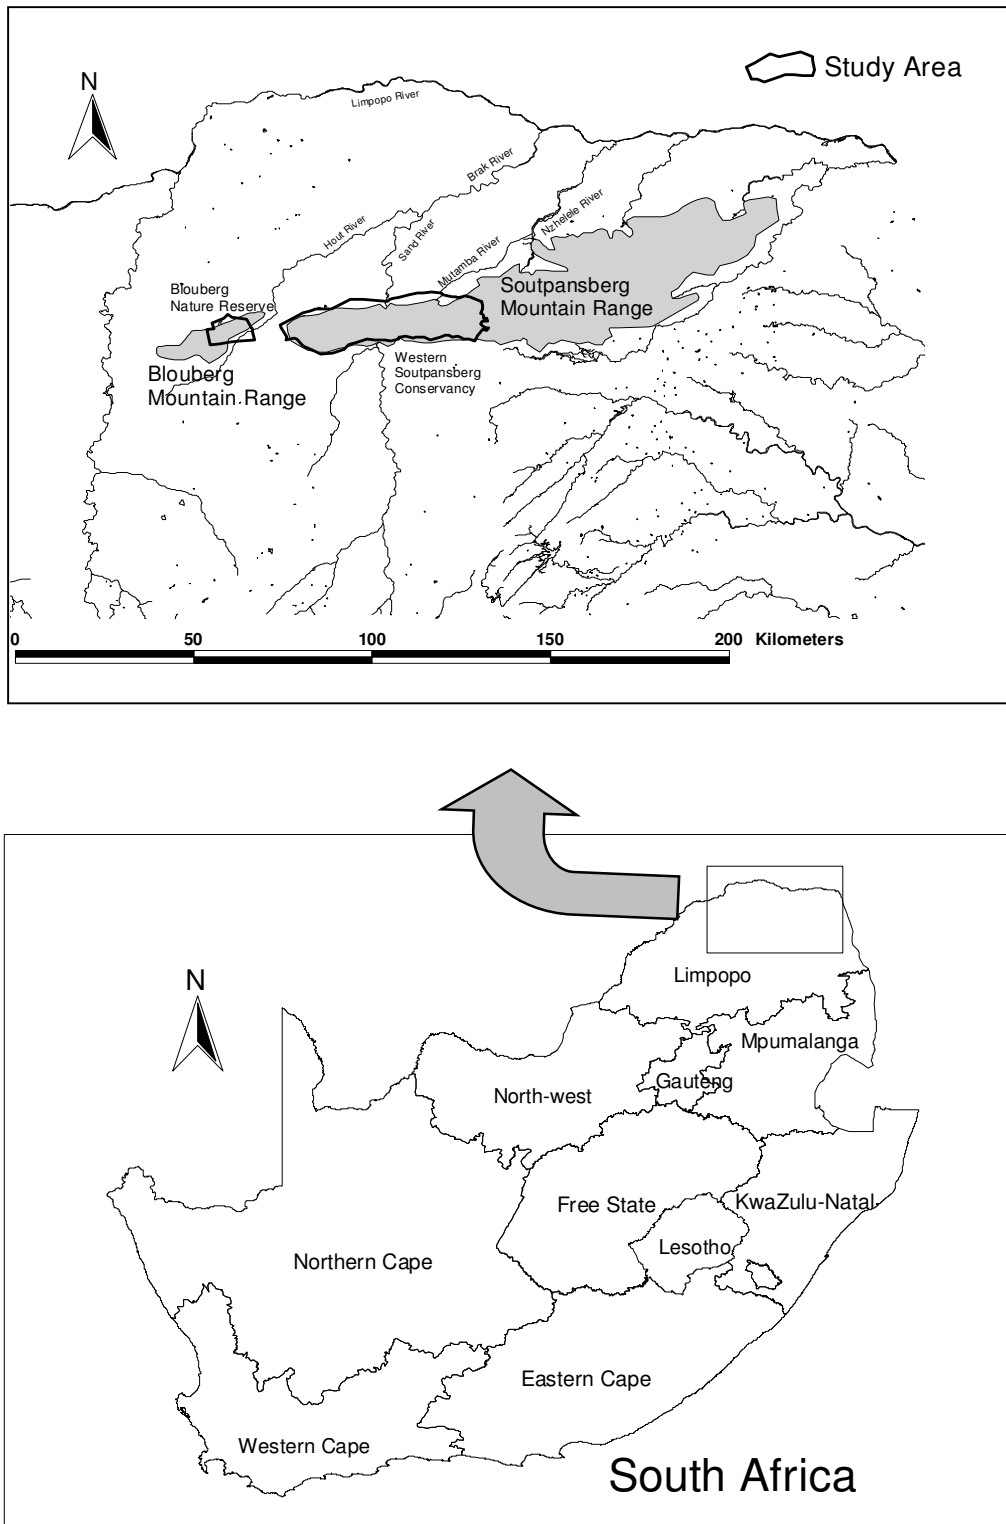 Study Area
N
Limpopo River
Brak River
Hout River
Sand River
Nzhelele River
Mutamba River
Blouberg
Nature Reserve
Soutpansberg
Mountain Range
Western
Soutpansberg
Conservancy
Blouberg
Mountain Range
0 50 100 150 200 Kilometers
N
Limpopo
Mpumalanga
Gauteng
North-west
Free State
KwaZulu-Natal
Lesotho
Northern Cape
Eastern Cape
Western Cape
South Africa